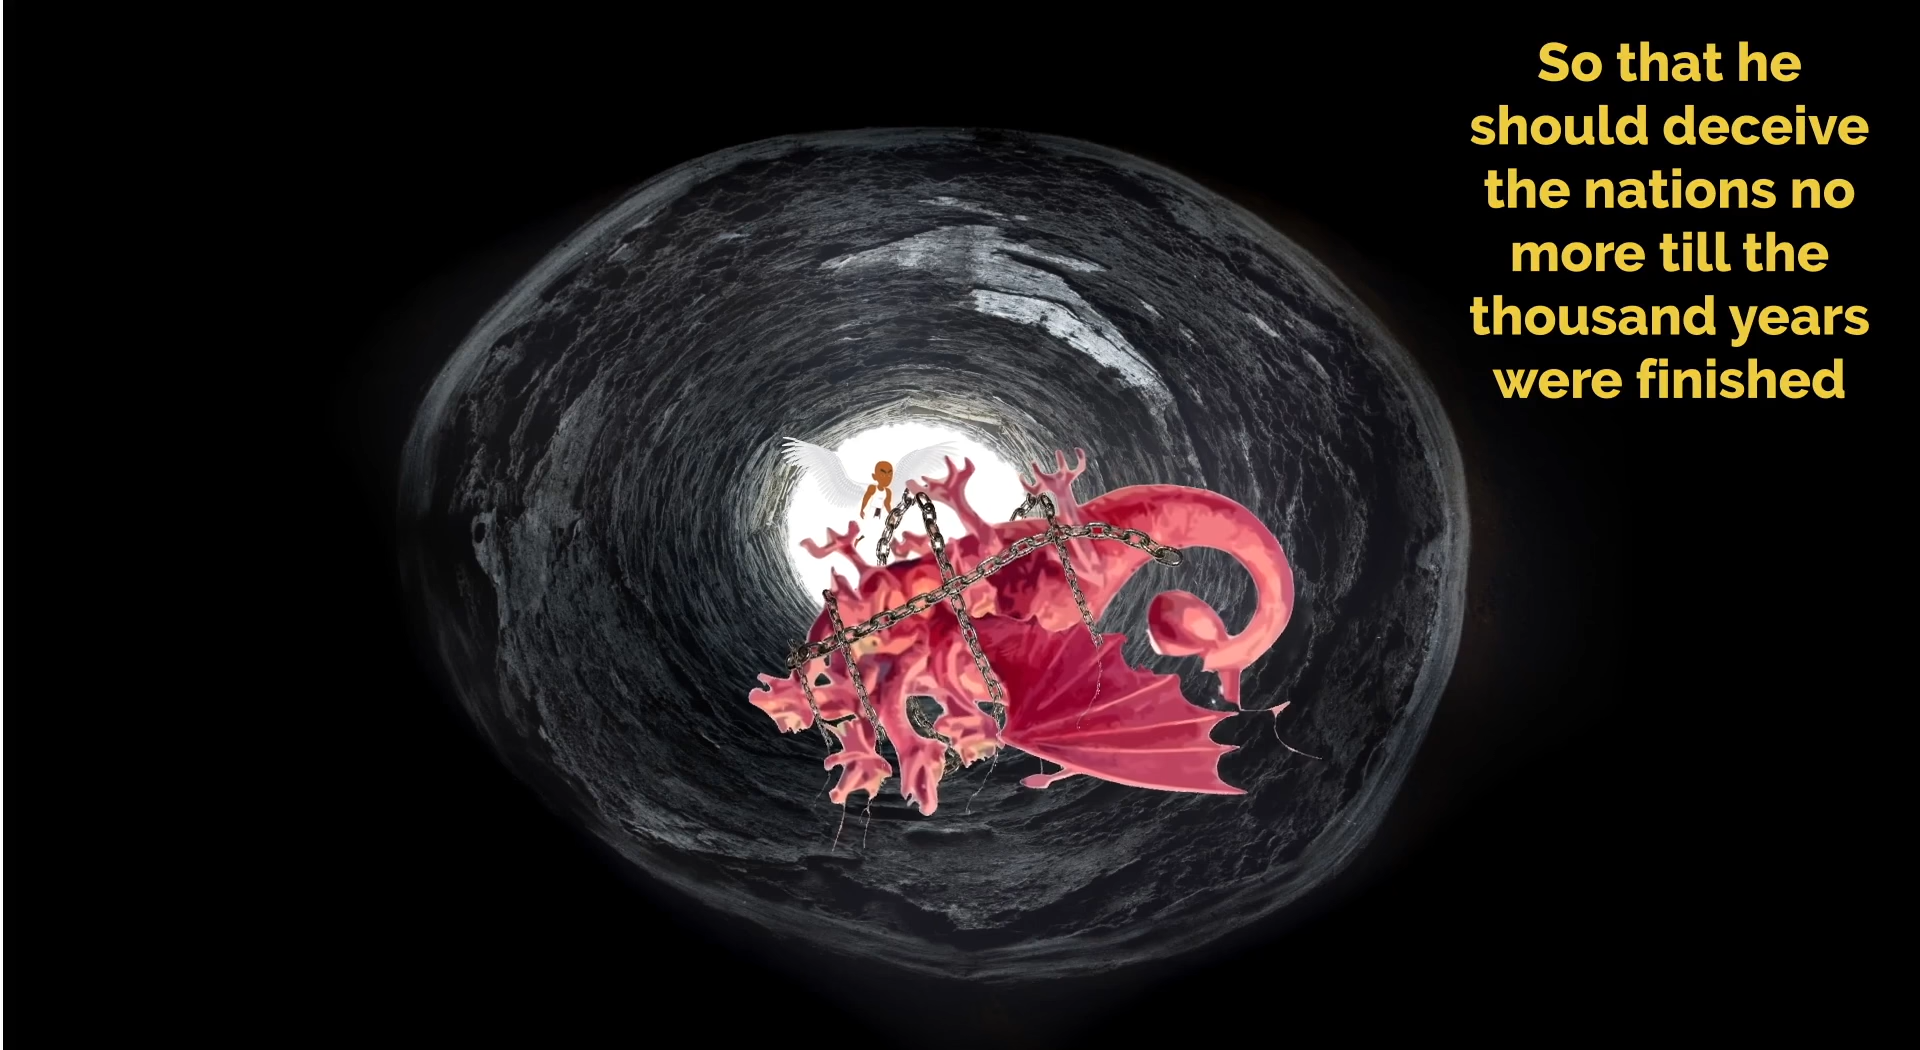 So that he
should deceive
the nations no
more till the
thousand years
were finished